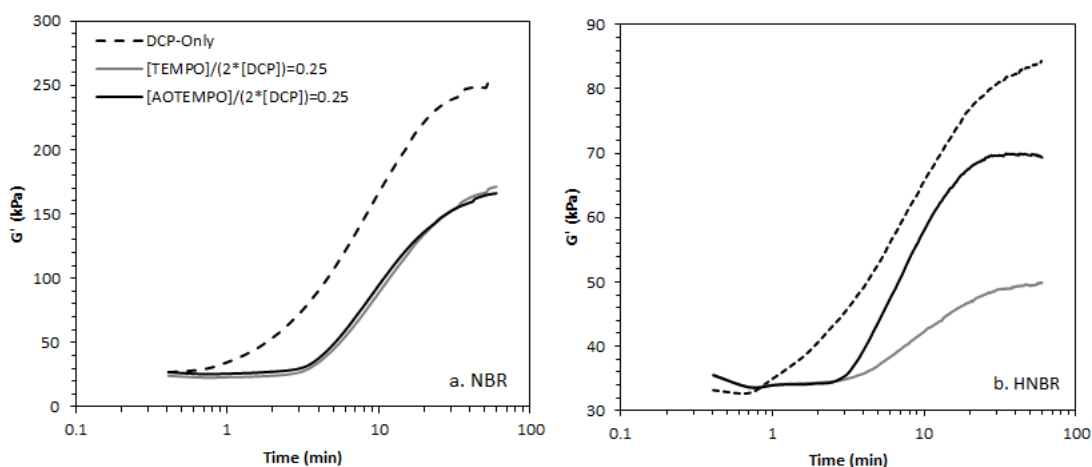 300
250
200
150
100
50
0
G' (kPa)
DCP-Only
[TEMPO]/(2*[DCP])=0.25
[AOTEMPO]/(2*[DCP])=0.25
a. NBR
0.1 1 10 100
Time (min)
90
80
70
60
50
40
30
G' (kPa)
b. HNBR
0.1 1 10 100
Time (min)